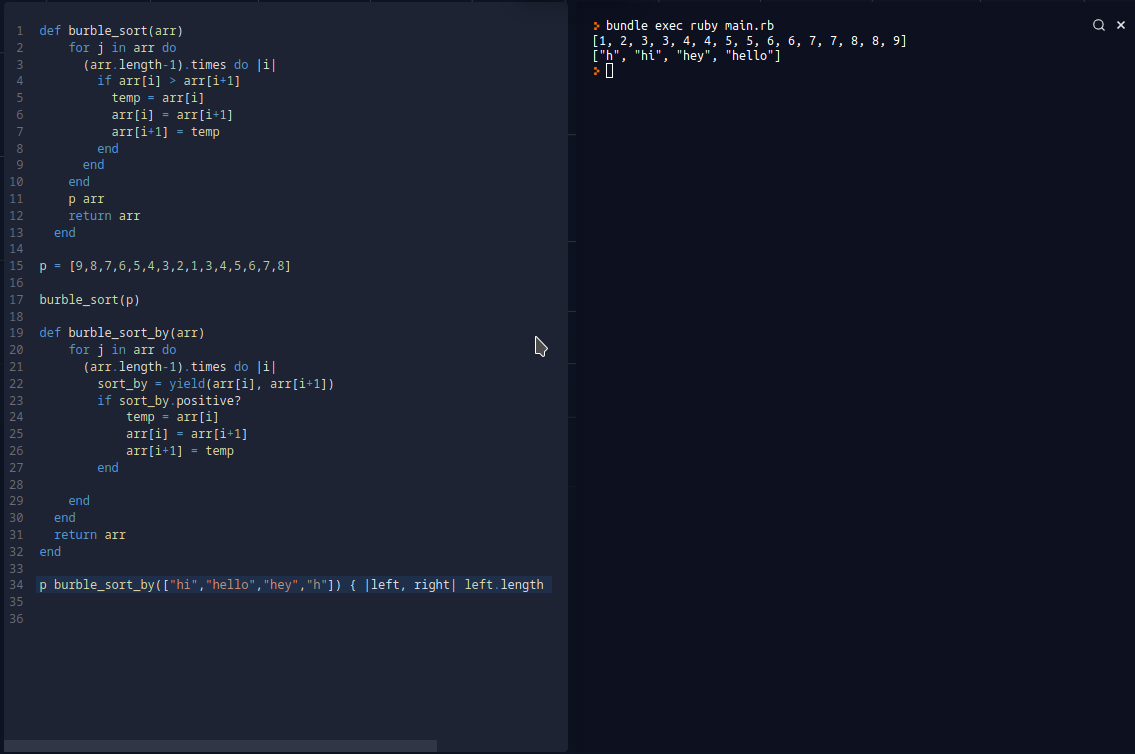 1 def burble_sort(arr)
2 for j in arr do
3 (arr.length-1).times do |i|
4 if arr[i] > arr[i+1]
5 temp = arr[i]
6 arr[i] = arr[i+1]
7 arr[i+1] = temp
8 end
9 end
10 end
11 p arr
12 return arr
13 end
14
15 p = [9,8,7,6,5,4,3,2,1,3,4,5,6,7,8]
16
17 burble_sort(p)
18
19 def burble_sort_by(arr)
20 for j in arr do
21 (arr.length-1).times do |i|
22 sort_by = yield(arr[i], arr[i+1])
23 if sort_by.positive?
24 temp = arr[i]
25 arr[i] = arr[i+1]
26 arr[i+1] = temp
27 end
28
29 end
30 end
31 return arr
32 end
33
34 p burble_sort_by(["hi","hello","hey","h"]) { |left, right| left.length
35
36
> bundle exec ruby main.rb
[1, 2, 3, 3, 4, 4, 5, 5, 6, 6, 7, 7, 8, 8, 9]
["h", "hi", "hey", "hello"]
>